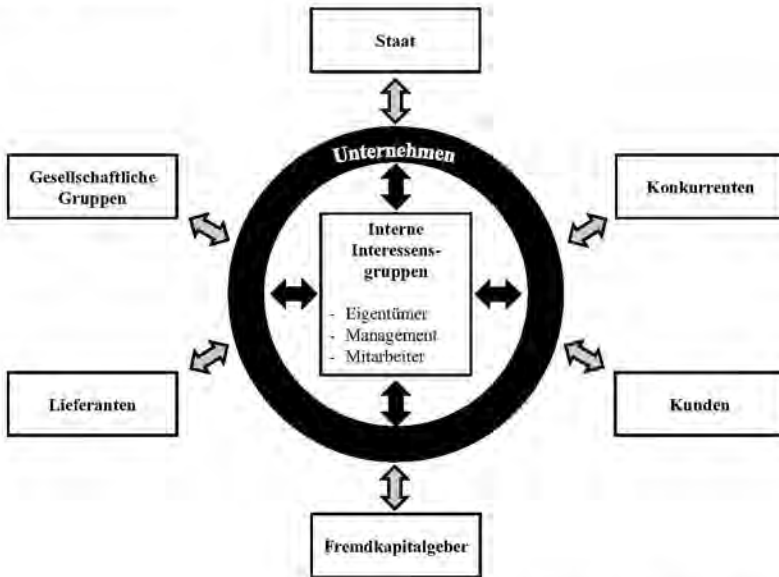 Staat
Unternehmen
Gesellschaftliche
Gruppen
Konkurrenten
Interne
Interessens-
gruppen
- Eigentümer
- Management
- Mitarbeiter
Lieferanten
Kunden
Fremdkapitalgeber